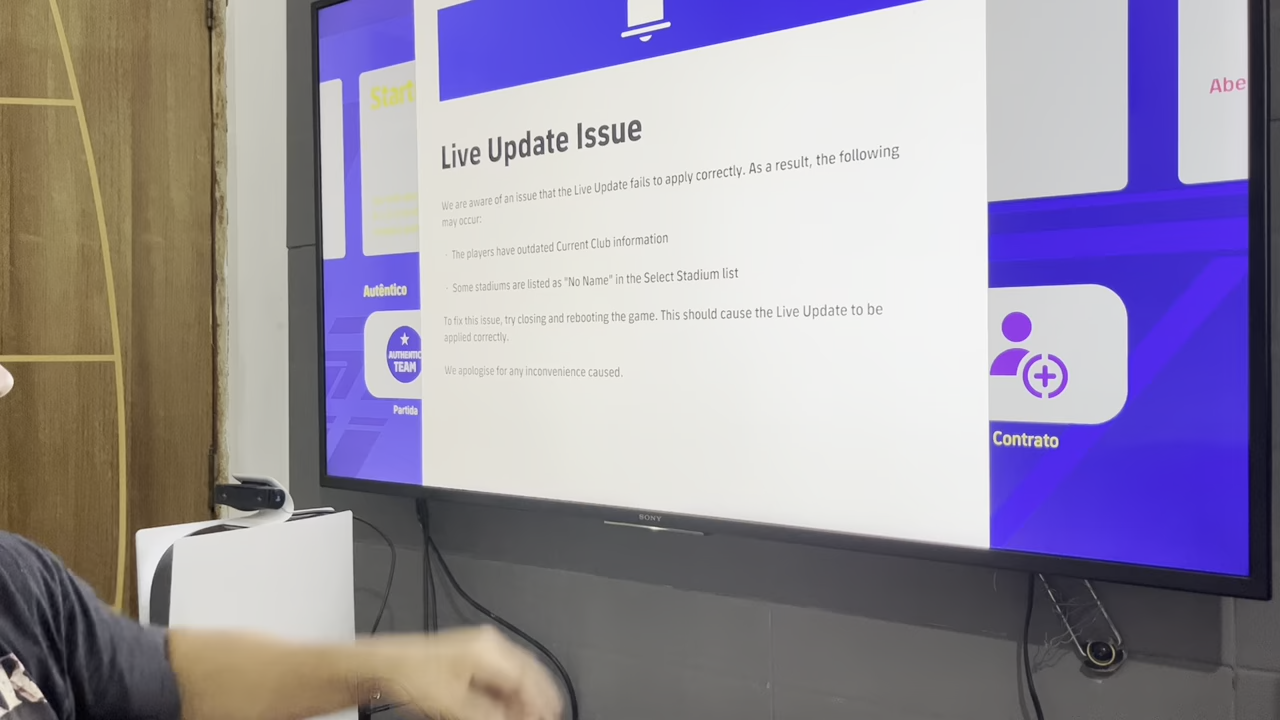 Start
Abe
Live Update Issue
We are aware of an issue that the Live Update fails to apply correctly. As a result, the following
may occur:
· The players have outdated Current Club information
· Some stadiums are listed as "No Name" in the Select Stadium list
To fix this issue, try closing and rebooting the game. This should cause the Live Update to be
applied correctly.
We apologise for any inconvenience caused.
Autêntico
AUTHENTIC
TEAM
Partida
Contrato
SONY